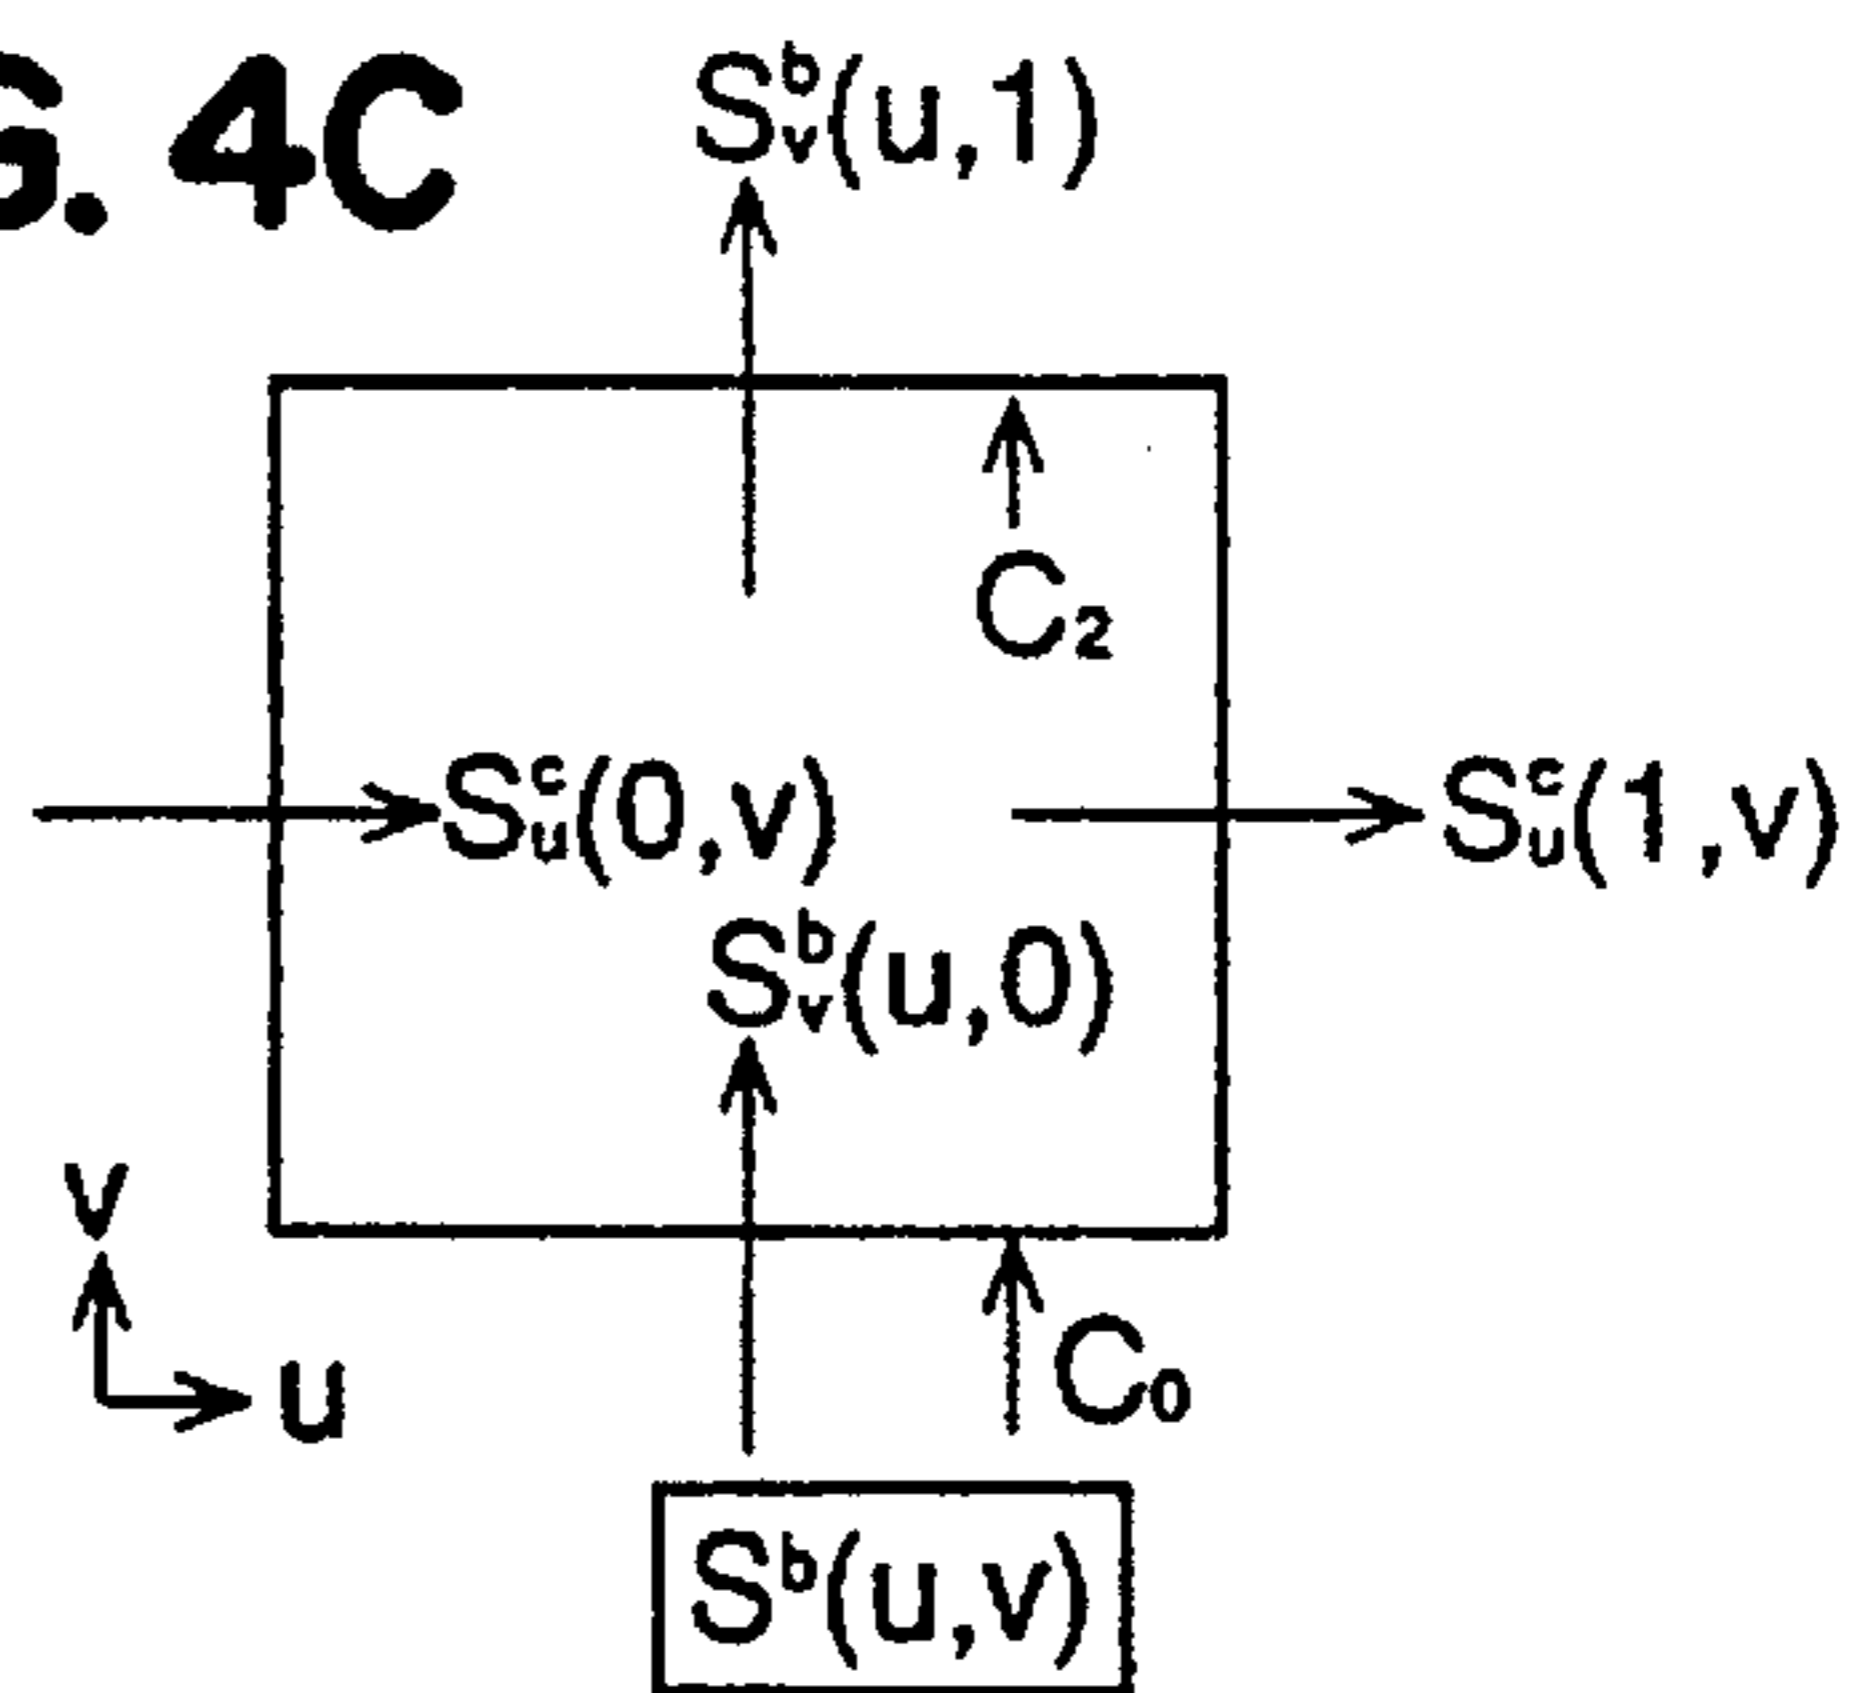 G. 4C
S^b_v(u,1)
C₂
S^c_u(0,v)
S^c_u(1,v)
S^b_v(u,0)
v
u
C₀
S^b(u,v)